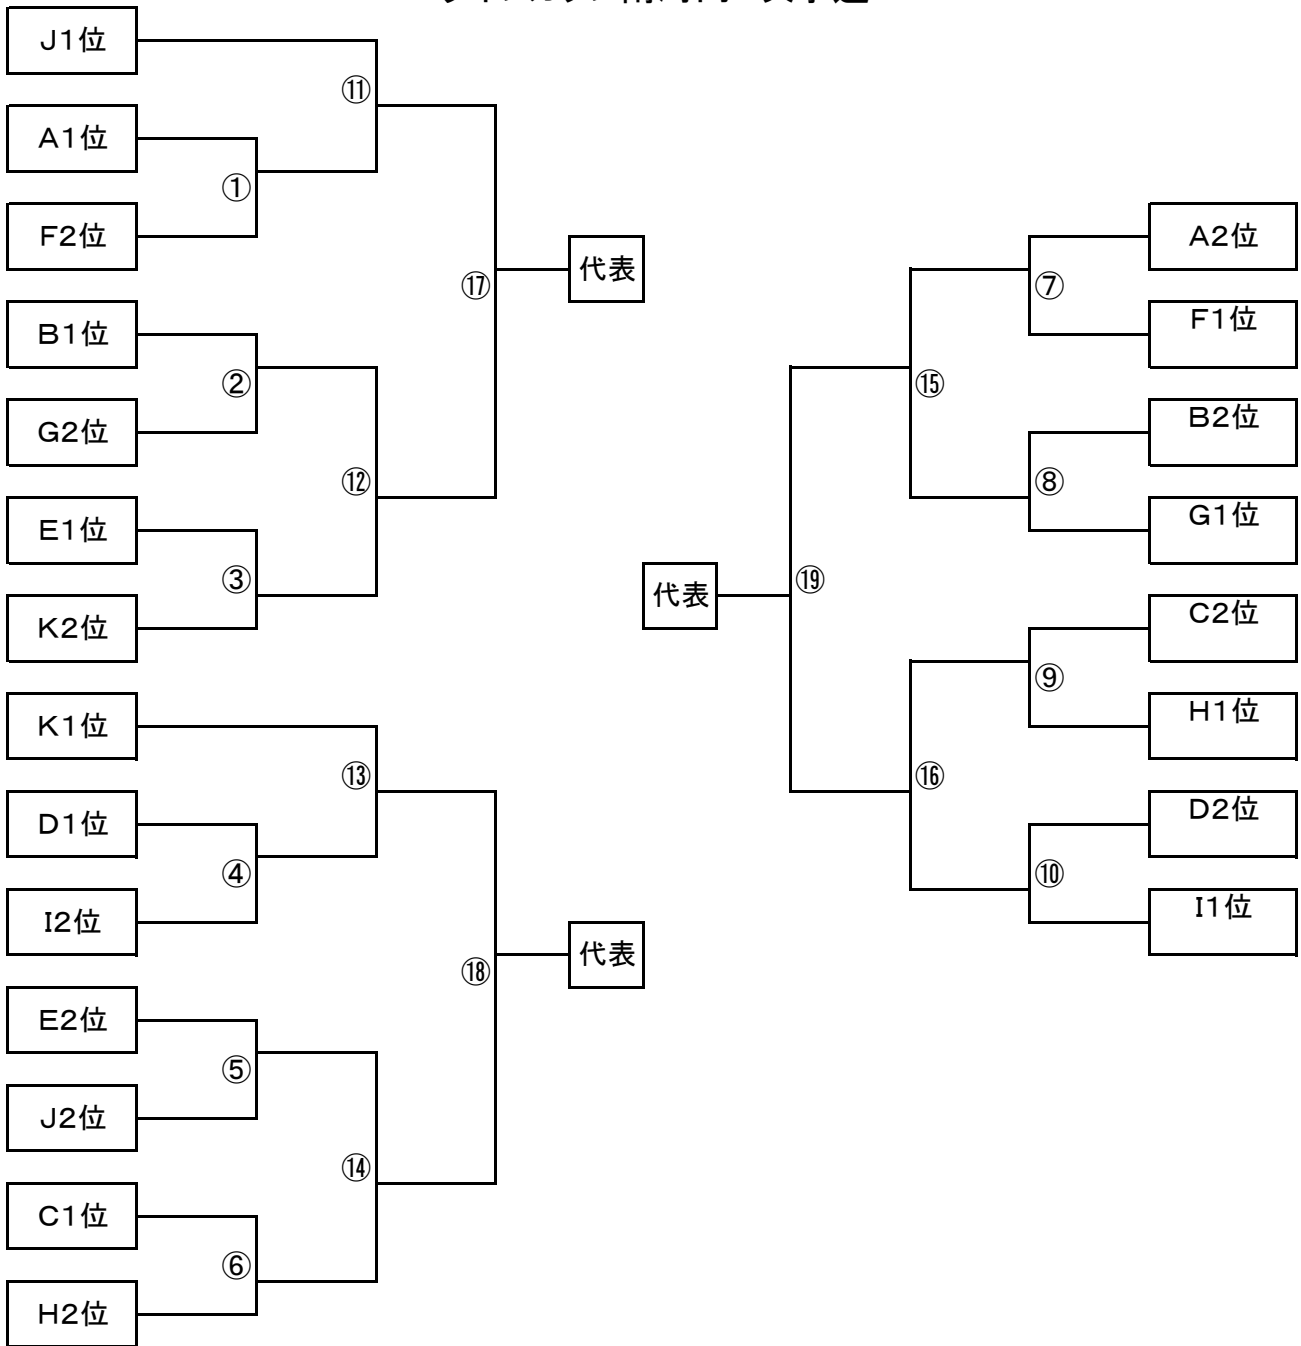 J1位
⑪
A1位
①
F2位
B1位
②
G2位
⑫
E1位
③
K2位
⑰
代表
K1位
⑬
D1位
④
I2位
E2位
⑤
J2位
⑭
C1位
⑥
H2位
⑱
代表
代表
⑲
A2位
⑦
F1位
⑮
B2位
⑧
G1位
C2位
⑨
H1位
⑯
D2位
⑩
I1位